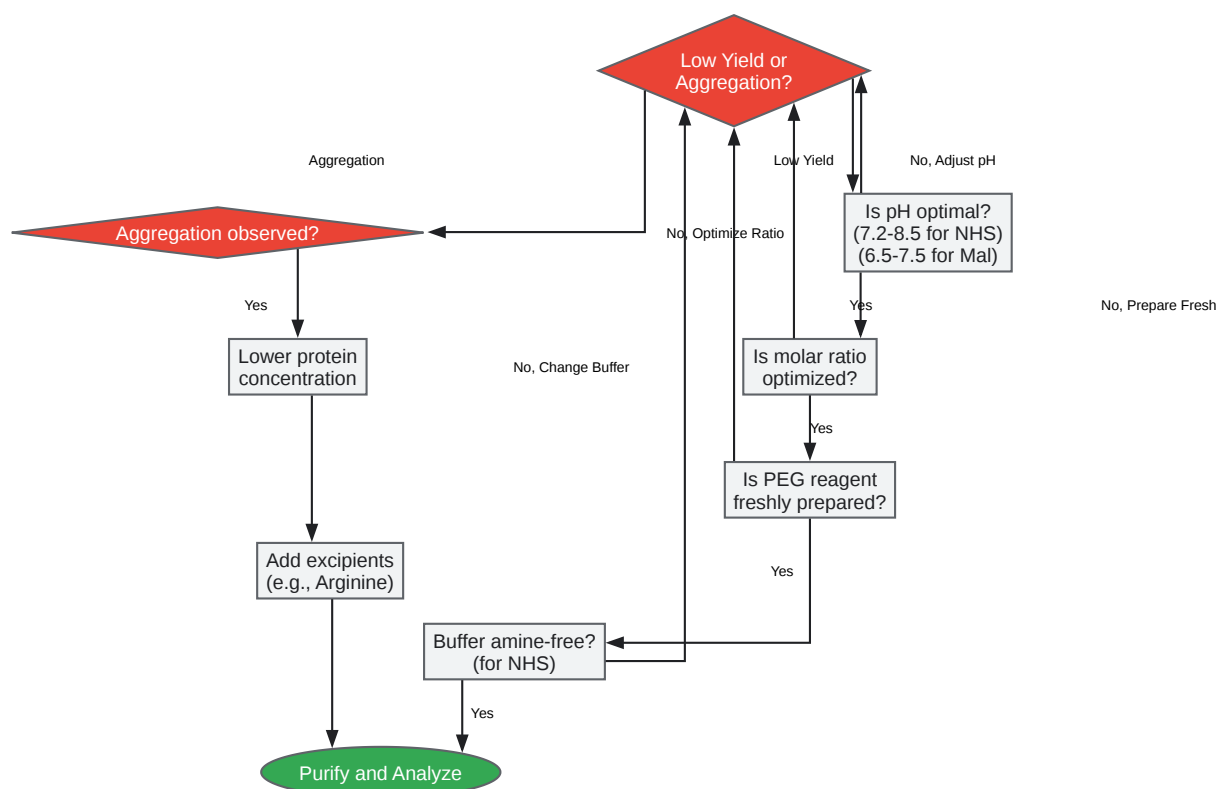 Low Yield or
Aggregation?
Aggregation
Low Yield
No, Adjust pH
Aggregation observed?
No, Optimize Ratio
Is pH optimal?
(7.2-8.5 for NHS)
(6.5-7.5 for Mal)
Yes
Yes
No, Prepare Fresh
Lower protein
concentration
No, Change Buffer
Is molar ratio
optimized?
Yes
Is PEG reagent
freshly prepared?
Add excipients
(e.g., Arginine)
Yes
Buffer amine-free?
(for NHS)
Yes
Purify and Analyze